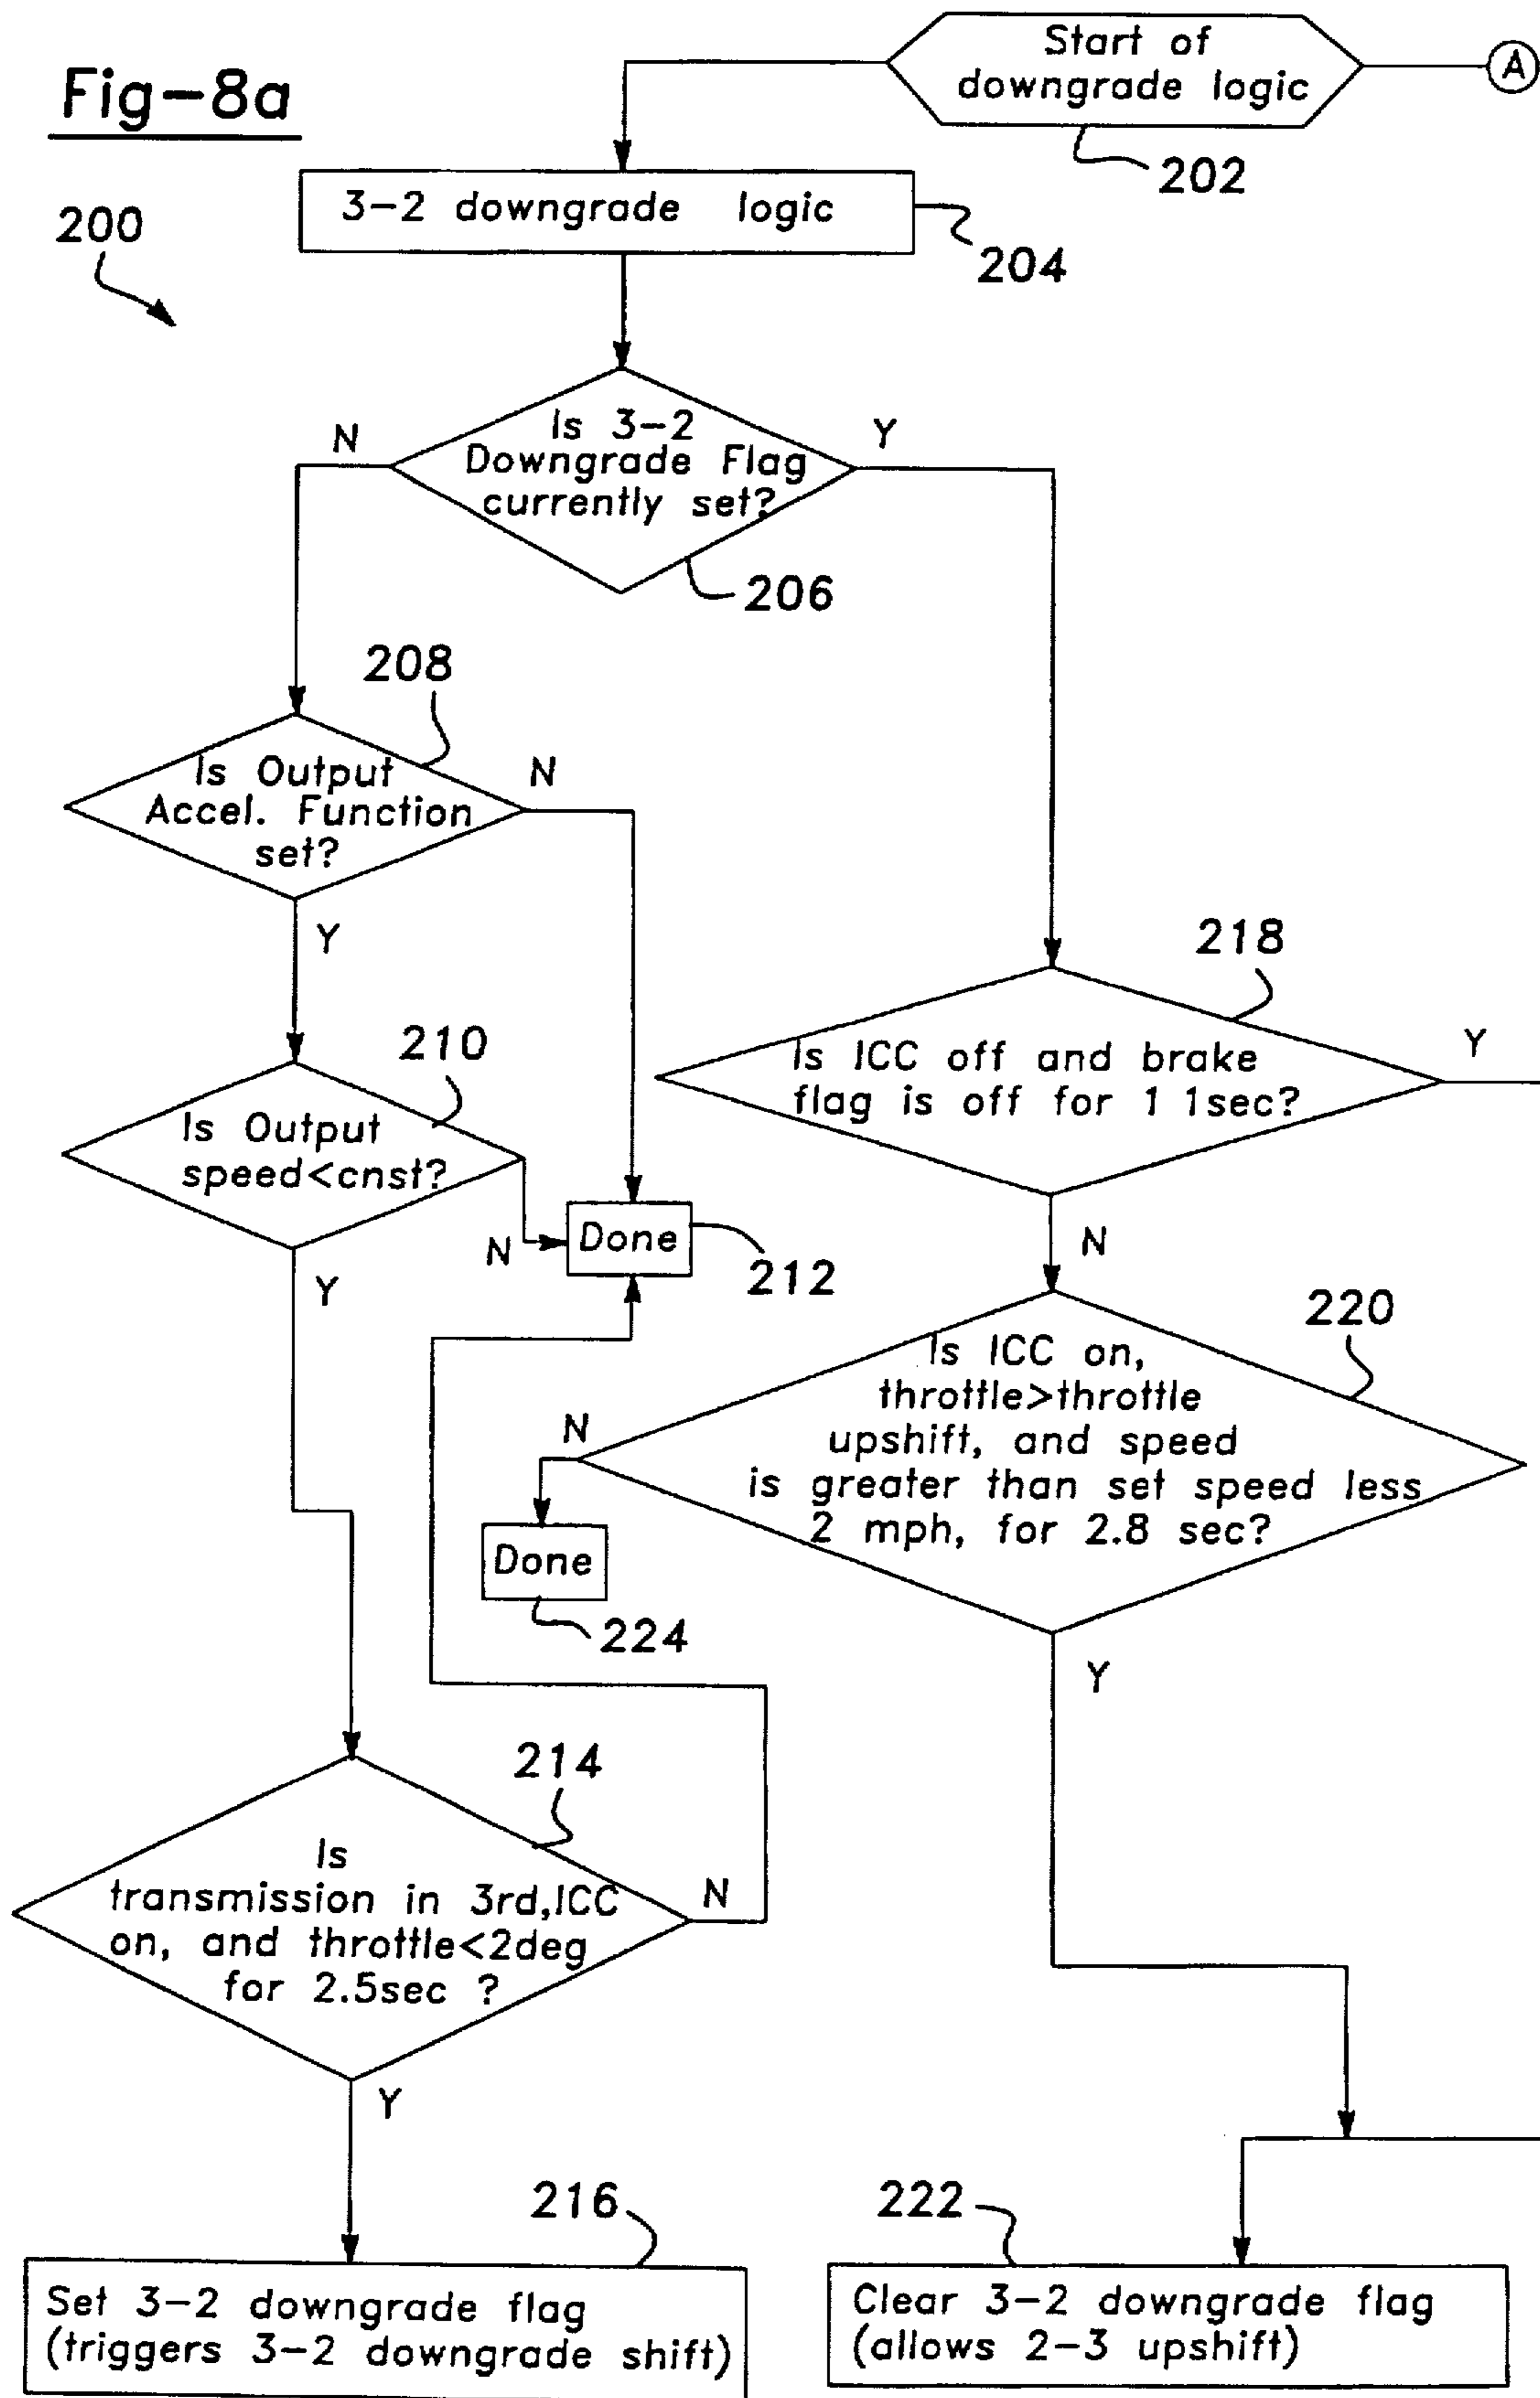 Fig-8a
Start of
downgrade logic
A
202
3-2 downgrade logic
204
200
Is 3-2
Downgrade Flag
currently set?
N
Y
206
208
Is Output
Accel. Function
set?
N
Y
218
Is ICC off and brake
flag is off for 1 1sec?
Y
N
210
Is Output
speed<cnst?
N
Y
Done
212
220
Is ICC on,
throttle>throttle
upshift, and speed
is greater than set speed less
2 mph, for 2.8 sec?
N
Y
Done
224
214
Is
transmission in 3rd,ICC
on, and throttle<2deg
for 2.5sec ?
N
Y
216
Set 3-2 downgrade flag
(triggers 3-2 downgrade shift)
222
Clear 3-2 downgrade flag
(allows 2-3 upshift)